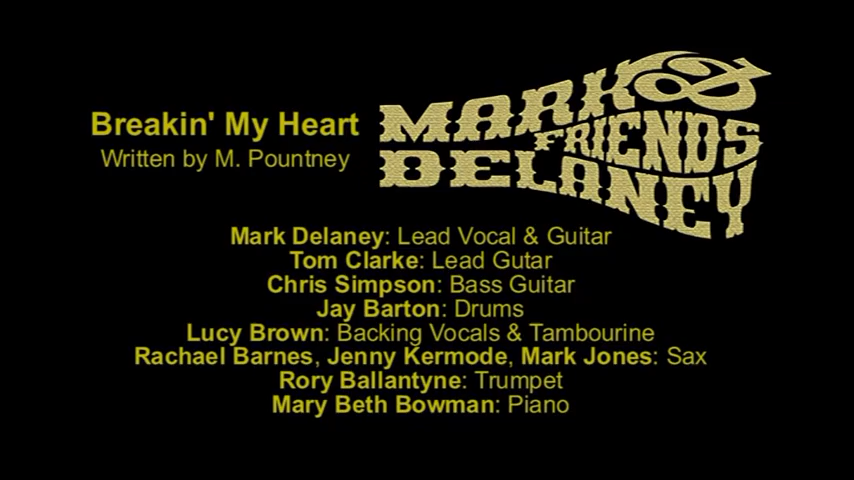 Breakin' My Heart
Written by M. Pountney
MARK &
FRIENDS
DELANEY
Mark Delaney: Lead Vocal & Guitar
Tom Clarke: Lead Gutar
Chris Simpson: Bass Guitar
Jay Barton: Drums
Lucy Brown: Backing Vocals & Tambourine
Rachael Barnes, Jenny Kermode, Mark Jones: Sax
Rory Ballantyne: Trumpet
Mary Beth Bowman: Piano